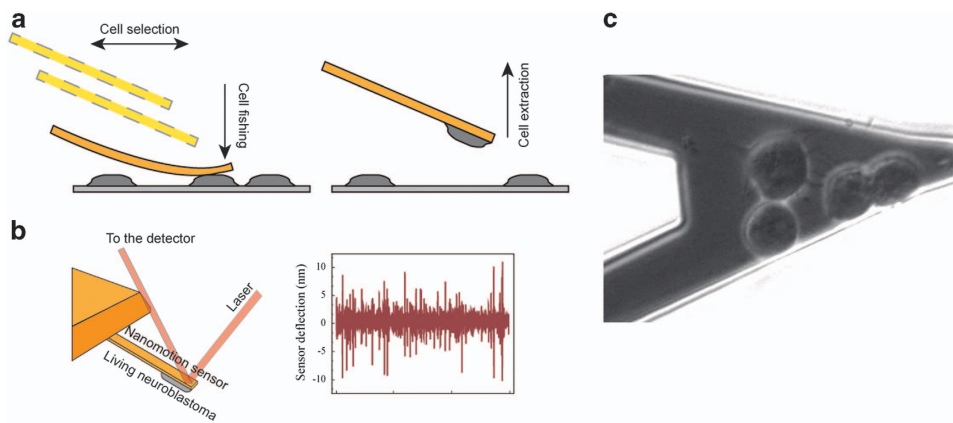 a
Cell selection
Cell fishing
Cell extraction
b
To the detector
Laser
Nanomotion sensor
Living neuroblastoma
Sensor deflection (nm)
10
5
0
-5
-10
c